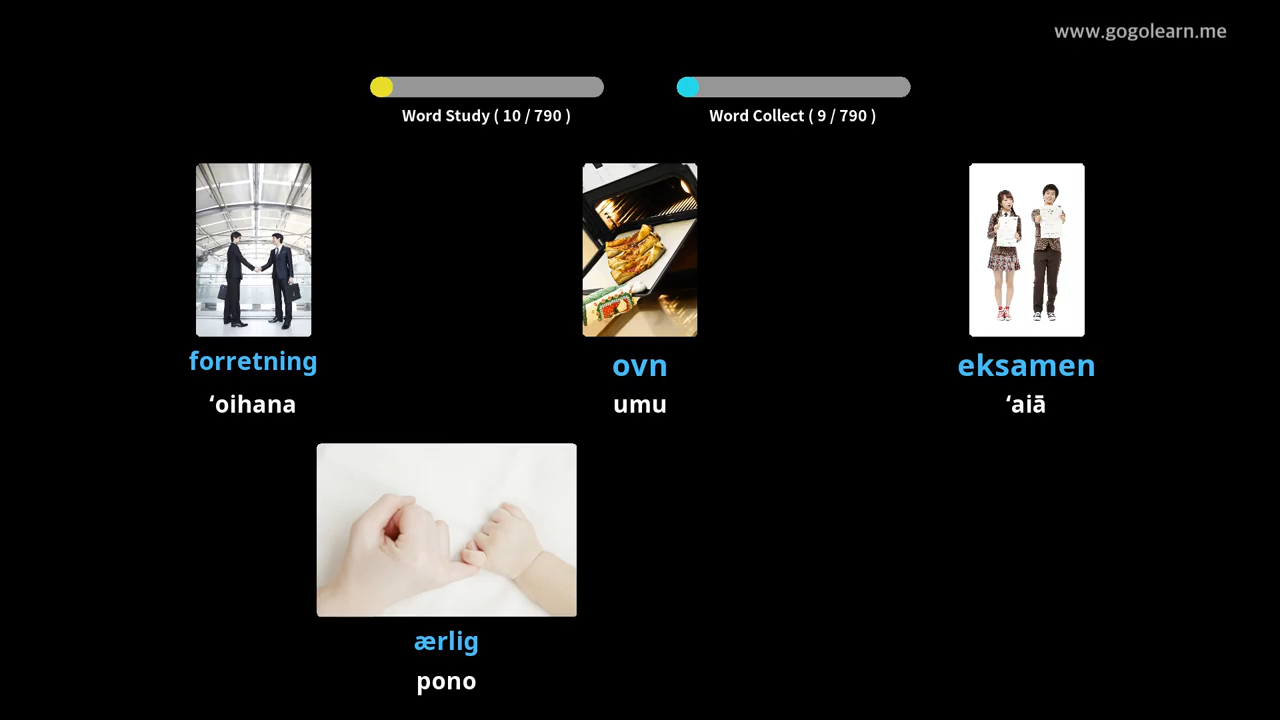 www.gogolearn.me
Word Study ( 10 / 790 )
Word Collect ( 9 / 790 )
forretning
ʻoihana
ovn
umu
eksamen
ʻaiā
ærlig
pono